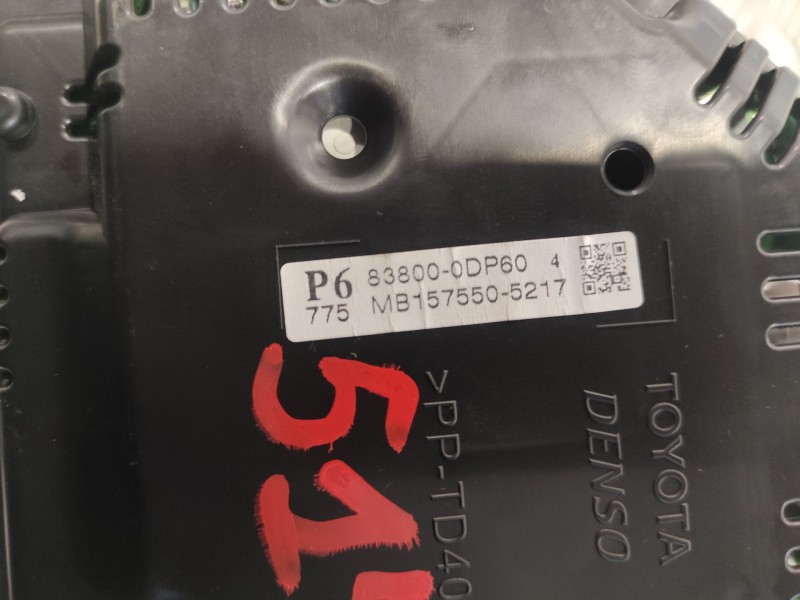 P6 83800-0DP60 4
775 MB157550-5217
>PP-TD40
TOYOTA
DENSO